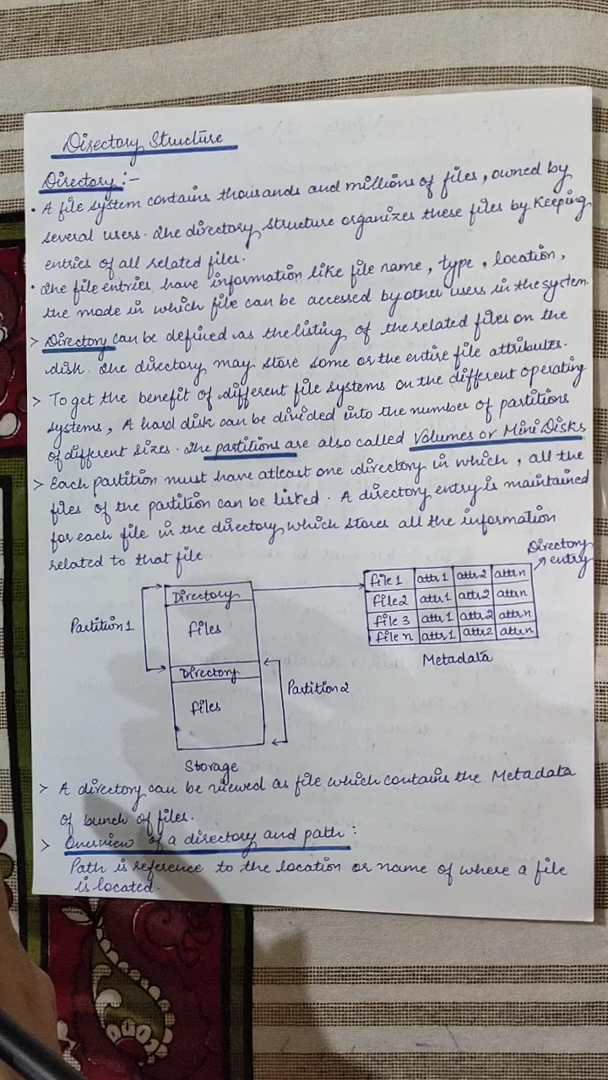 Directory Structure
Directory :-
• A file system contains thousands and millions of files, owned by
several users. The directory structure organizes these files by Keeping
entries of all related files.
• The file entries have information like file name, type, location,
the mode in which file can be accessed by other users in the system
> Directory can be defined as the listing of the related files on the
disk. The directory may store some or the entire file attributes.
> To get the benefit of different file systems on the different operating
systems, A hard disk can be divided into the number of partitions
of different sizes. The partitions are also called Volumes or Mini Disks
> Each partition must have atleast one directory in which, all the
files of the partition can be listed. A directory entry is maintained
for each file in the directory which stores all the information
related to that file.
Directory
entry
Partition 1
Directory
files
Directory
files
Partition 2
Storage
file 1 attr 1 attr 2 attr n
file 2 attr 1 attr 2 attr n
file 3 attr 1 attr 2 attr n
file n attr 1 attr 2 attr n
Metadata
> A directory can be viewed as file which contains the Metadata
of bunch of files.
> Overview of a directory and path :
Path is reference to the location or name of where a file
is located.